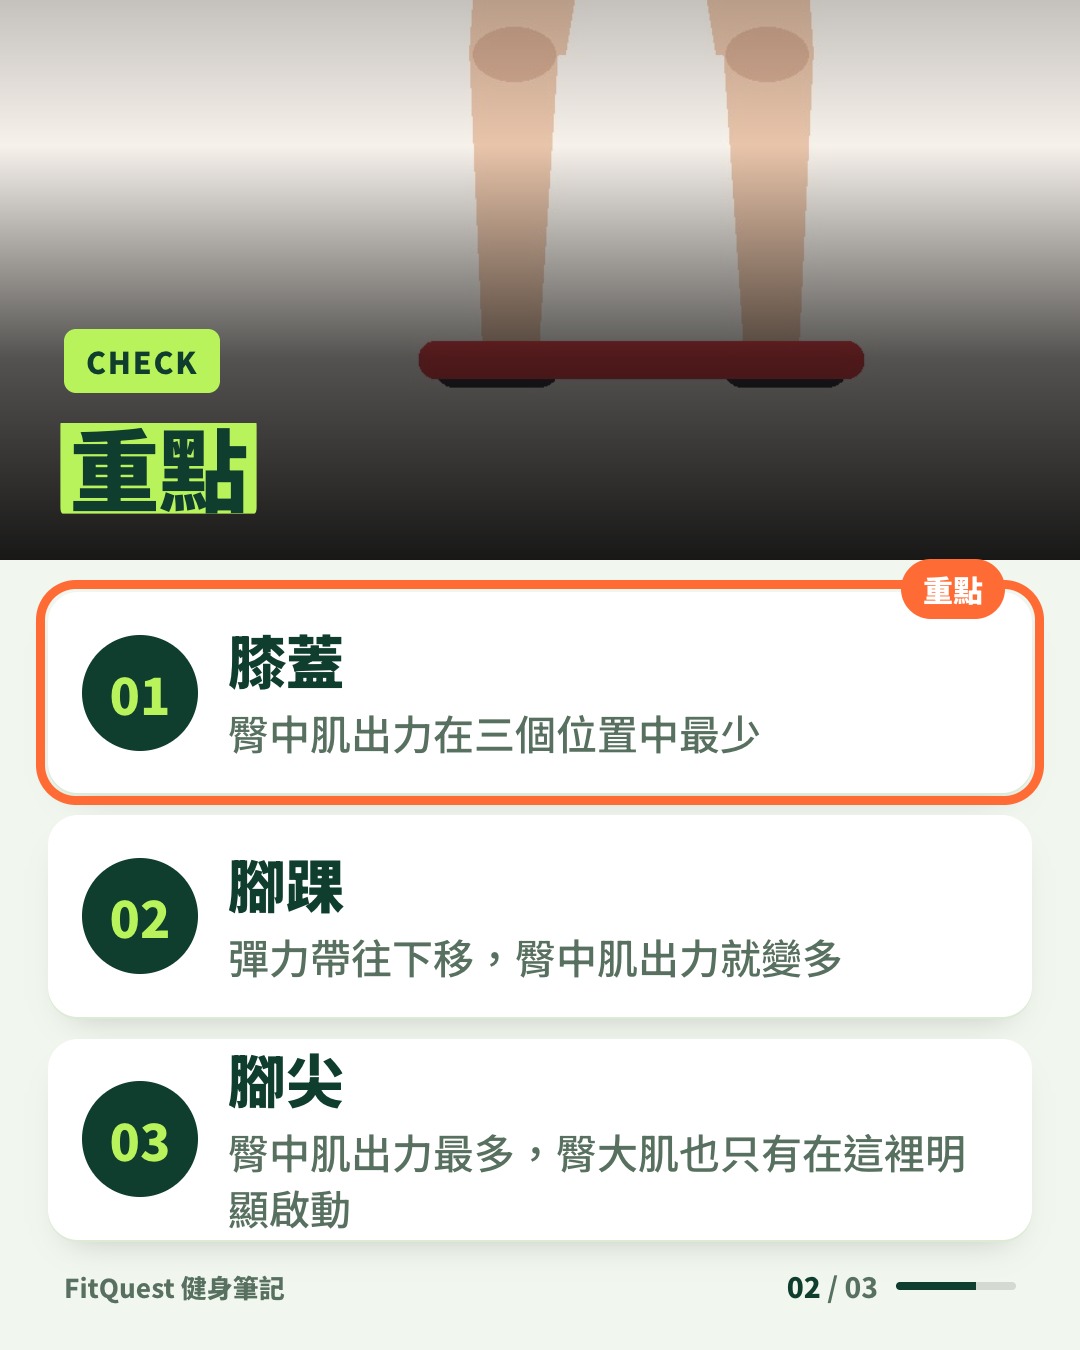 CHECK
重點
重點
01
膝蓋
臀中肌出力在三個位置中最少
02
腳踝
彈力帶往下移，臀中肌出力就變多
03
腳尖
臀中肌出力最多，臀大肌也只有在這裡明
顯啟動
FitQuest 健身筆記
02 / 03